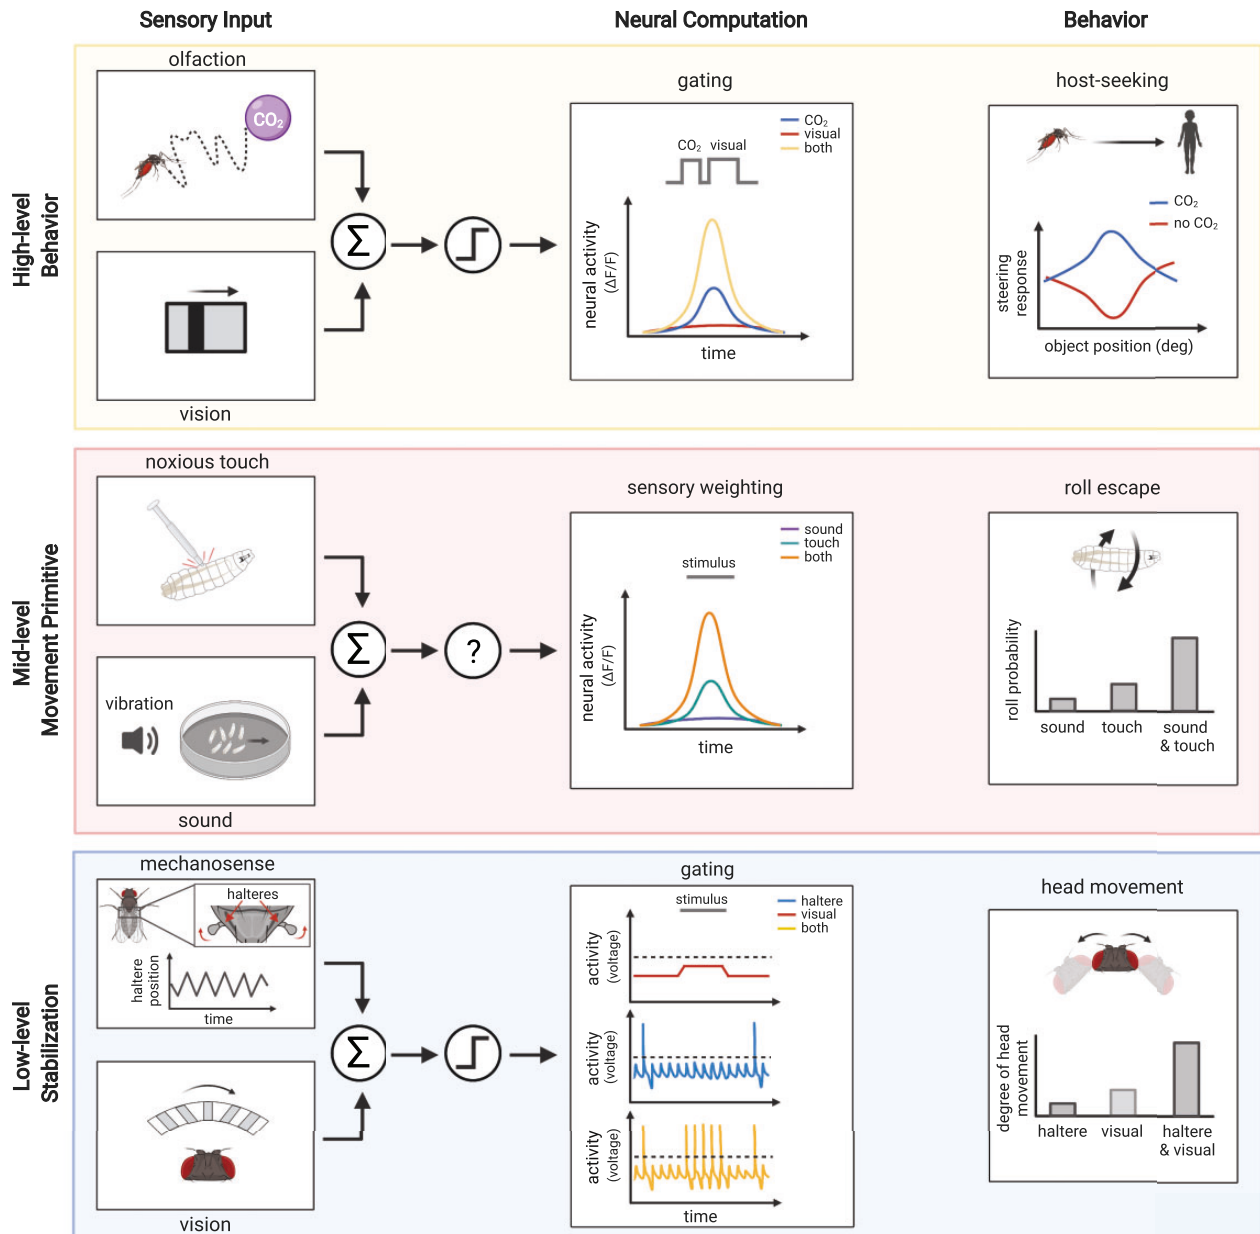 Sensory Input
Neural Computation
Behavior
High-level
Behavior
olfaction
CO₂
vision
gating
CO₂
visual
both
CO₂ visual
neural activity
(ΔF/F)
time
host-seeking
CO₂
no CO₂
steering
response
object position (deg)
Σ
Mid-level
Movement Primitive
noxious touch
vibration
sound
Σ
?
sensory weighting
sound
touch
both
stimulus
neural activity
(ΔF/F)
time
roll escape
roll probability
sound
touch
sound
& touch
Low-level
Stabilization
mechanosense
halteres
haltere
position
time
vision
Σ
gating
stimulus
haltere
visual
both
activity
(voltage)
activity
(voltage)
activity
(voltage)
time
head movement
degree of head
movement
haltere
visual
haltere
& visual